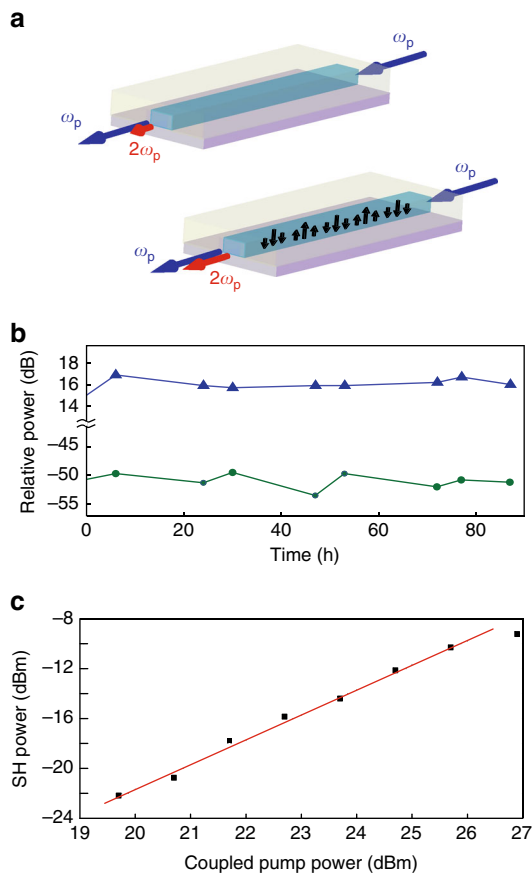 a
ωp
ωp
2ωp
ωp
ωp
2ωp
b
Relative power (dB)
18
16
14
−45
−50
−55
0 20 40 60 80
Time (h)
c
SH power (dBm)
−8
−12
−16
−20
−24
19 20 21 22 23 24 25 26 27
Coupled pump power (dBm)